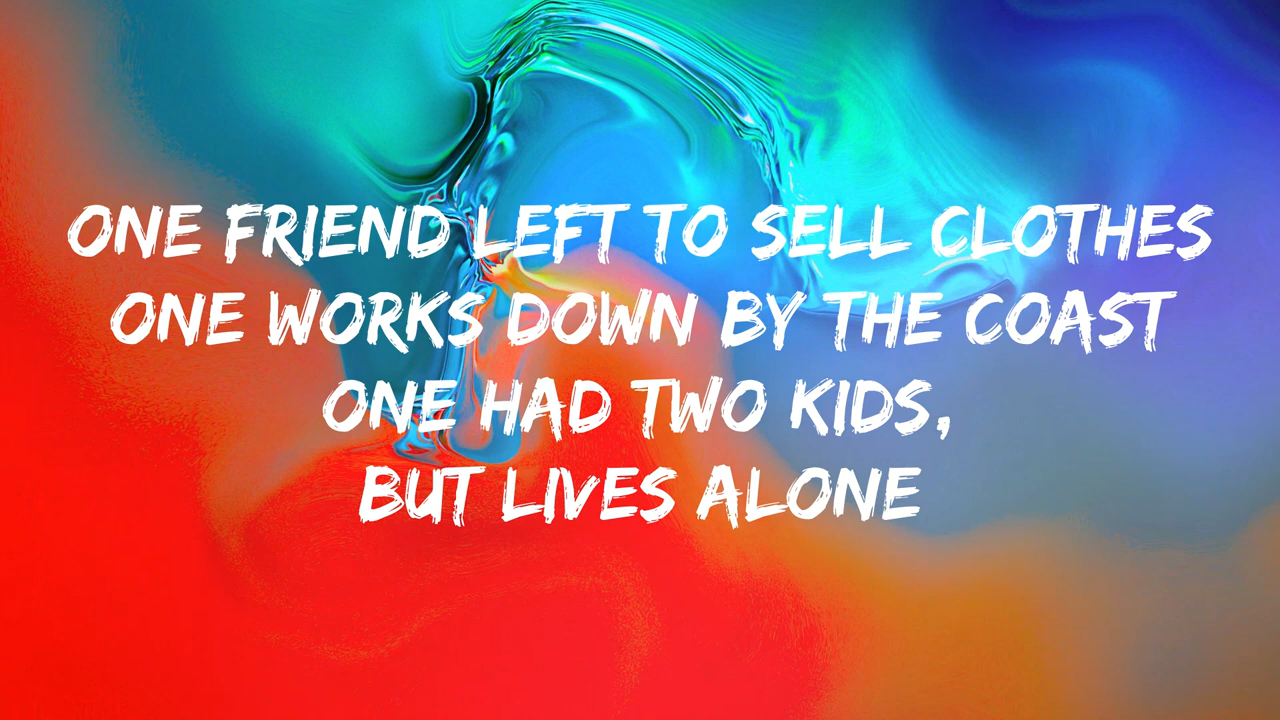 ONE FRIEND LEFT TO SELL CLOTHES
ONE WORKS DOWN BY THE COAST
ONE HAD TWO KIDS,
BUT LIVES ALONE